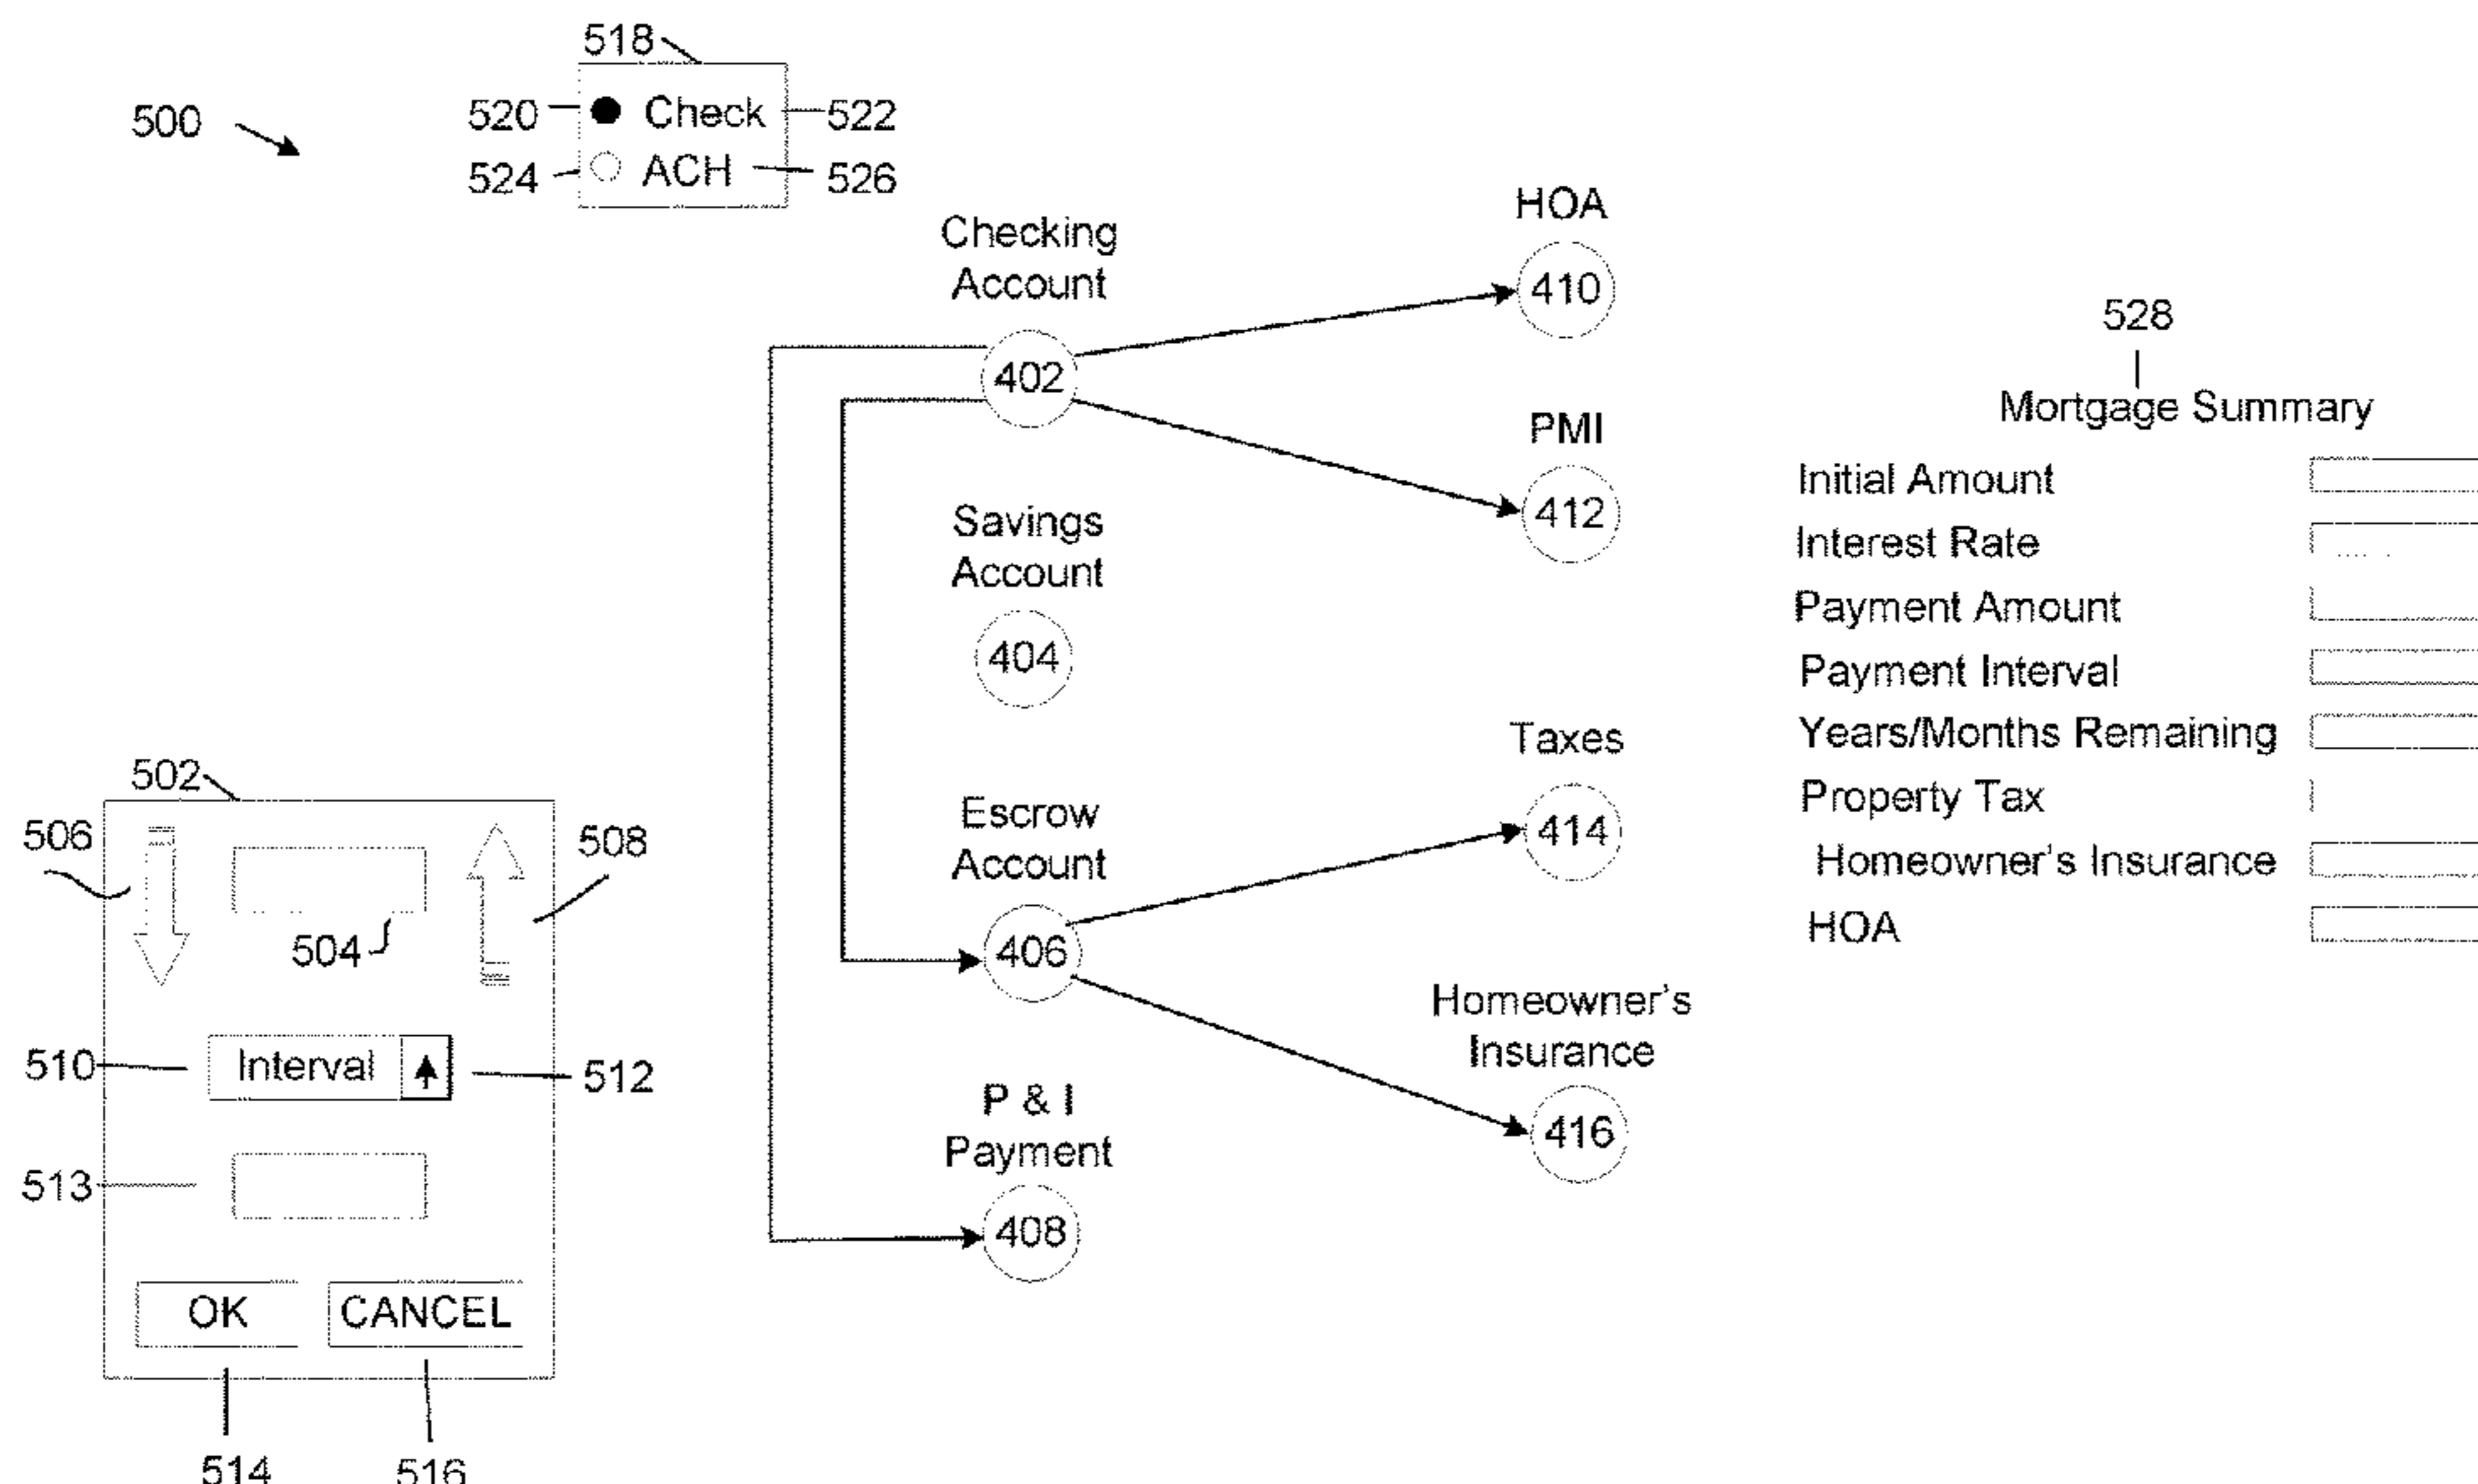 518
520
Check
522
500
524
ACH
526
HOA
410
Checking
Account
402
528
Mortgage Summary
PMI
412
Initial Amount
Interest Rate
Payment Amount
Payment Interval
Years/Months Remaining
Property Tax
Homeowner's Insurance
HOA
Savings
Account
404
Taxes
414
Escrow
Account
406
Homeowner's
Insurance
416
P & I
Payment
408
502
506
508
504
510
Interval
512
513
OK
CANCEL
514
516